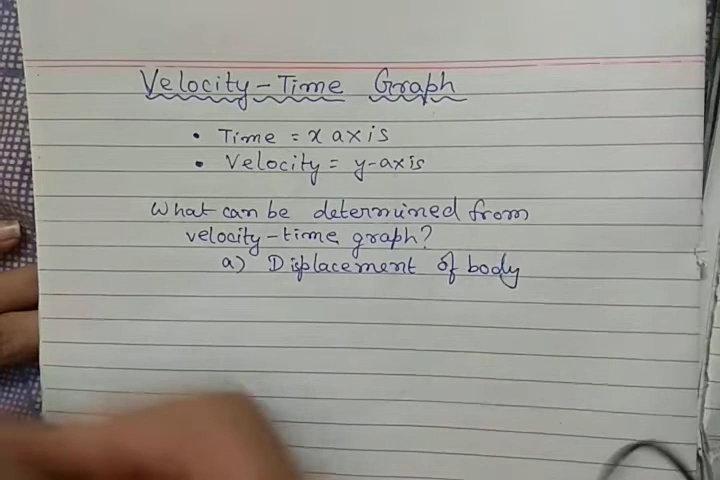 Velocity-Time Graph
• Time = x axis
• Velocity = y-axis
What can be determined from
velocity-time graph?
a) Displacement of body